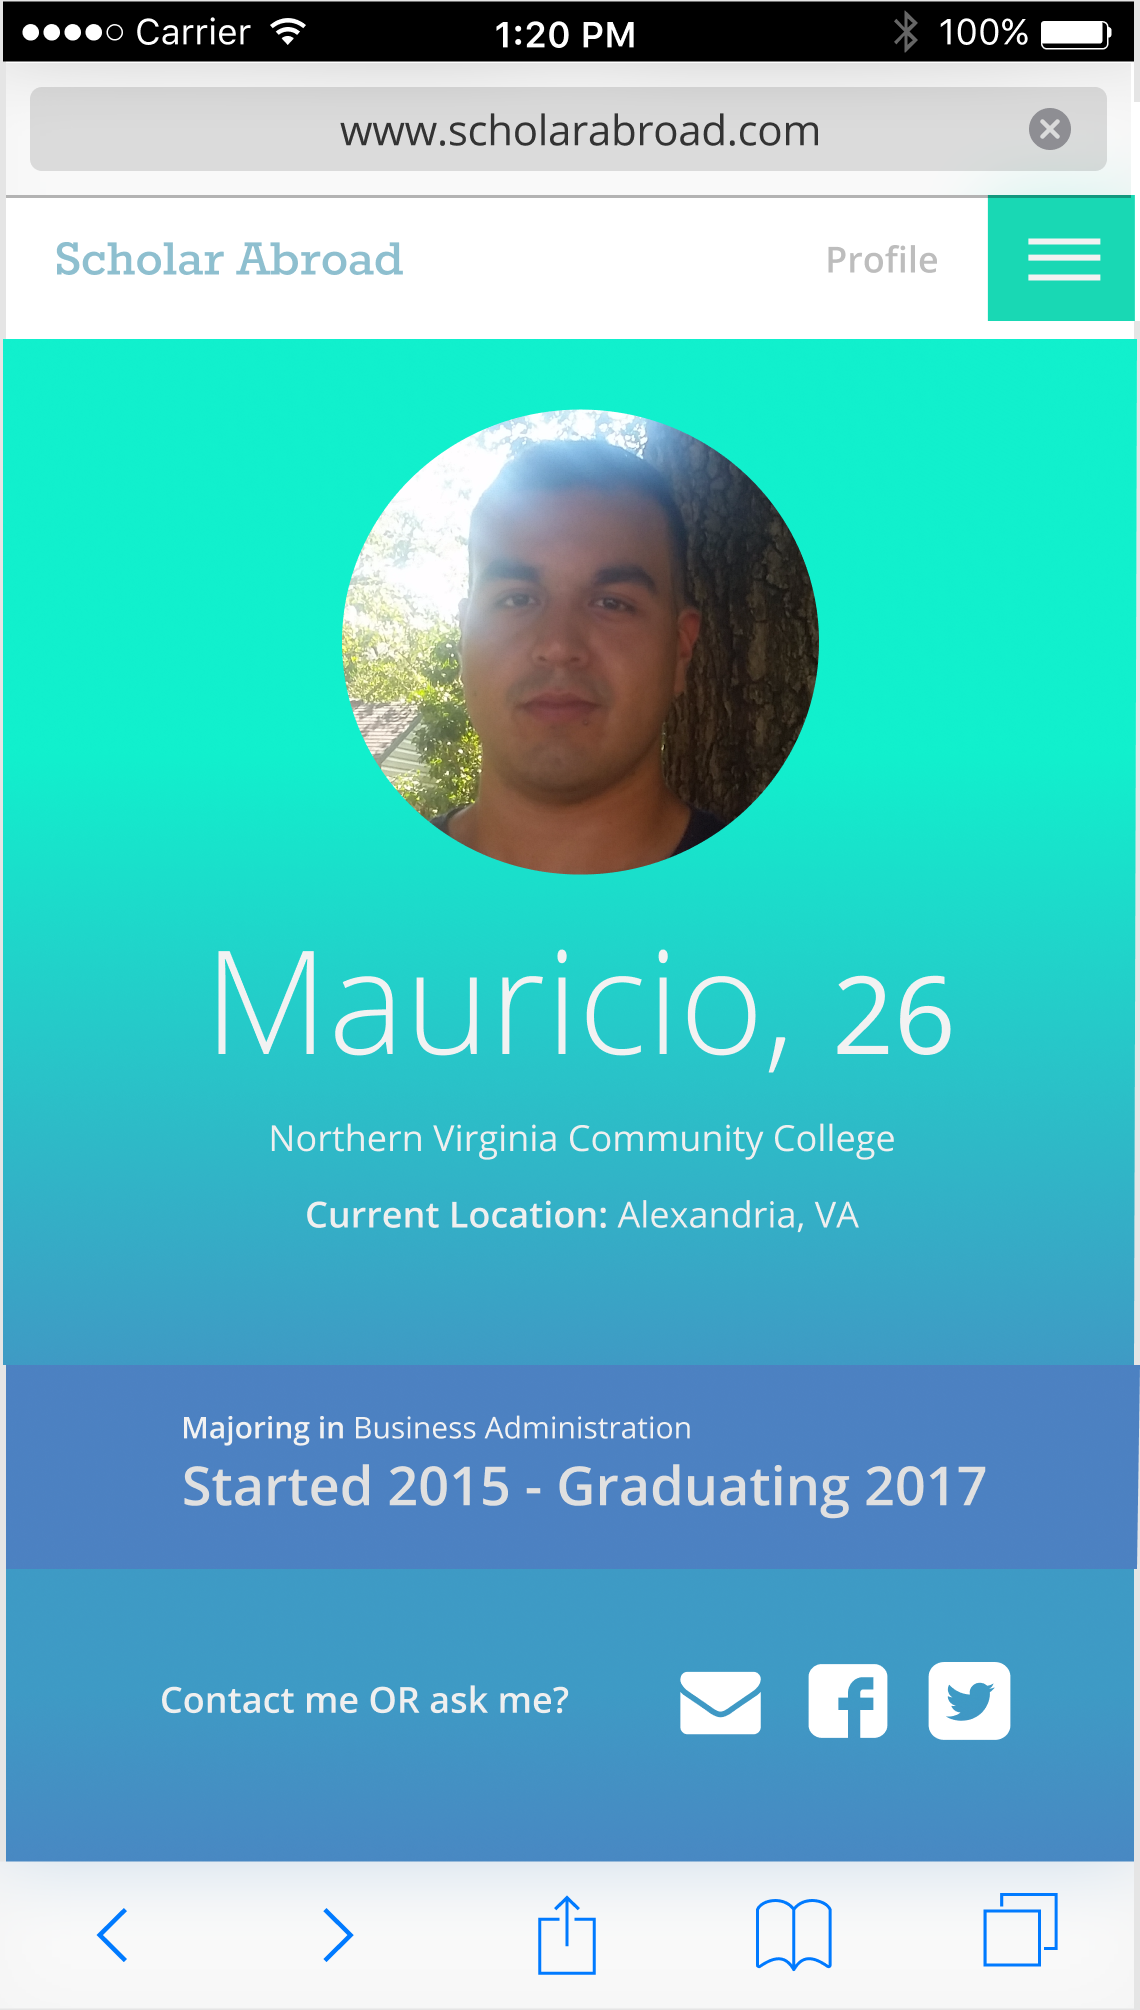 Carrier 1:20 PM 100%
www.scholarabroad.com
Scholar Abroad Profile
Mauricio, 26
Northern Virginia Community College
Current Location: Alexandria, VA
Majoring in Business Administration
Started 2015 - Graduating 2017
Contact me OR ask me?